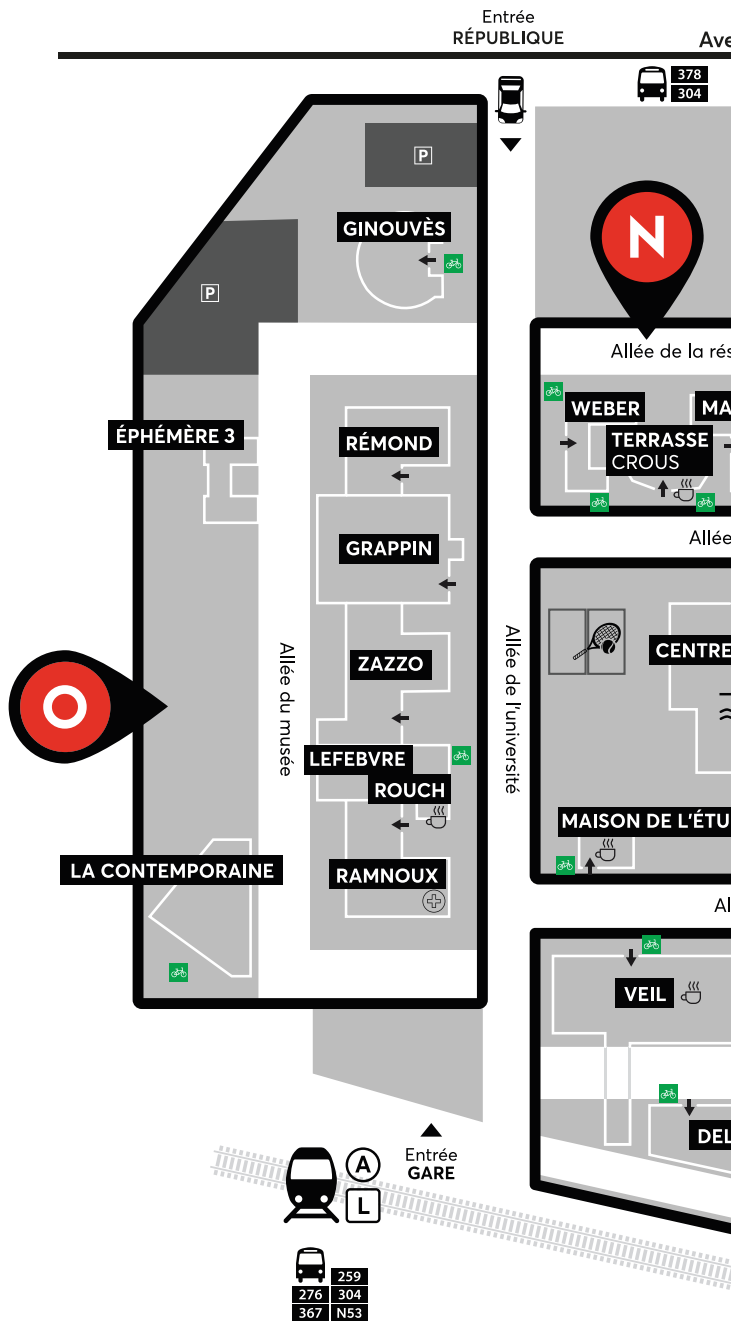 Entrée
RÉPUBLIQUE
Ave
378
304
P
GINOUVÈS
N
P
Allée de la rés
WEBER
MA
ÉPHÉMÈRE 3
RÉMOND
TERRASSE
CROUS
GRAPPIN
Allée
Allée du musée
ZAZZO
Allée de l'université
CENTRE
O
LEFEBVRE
ROUCH
MAISON DE L'ÉTU
LA CONTEMPORAINE
RAMNOUX
Al
VEIL
DEL
Entrée
GARE
A
L
259
276 304
367 N53